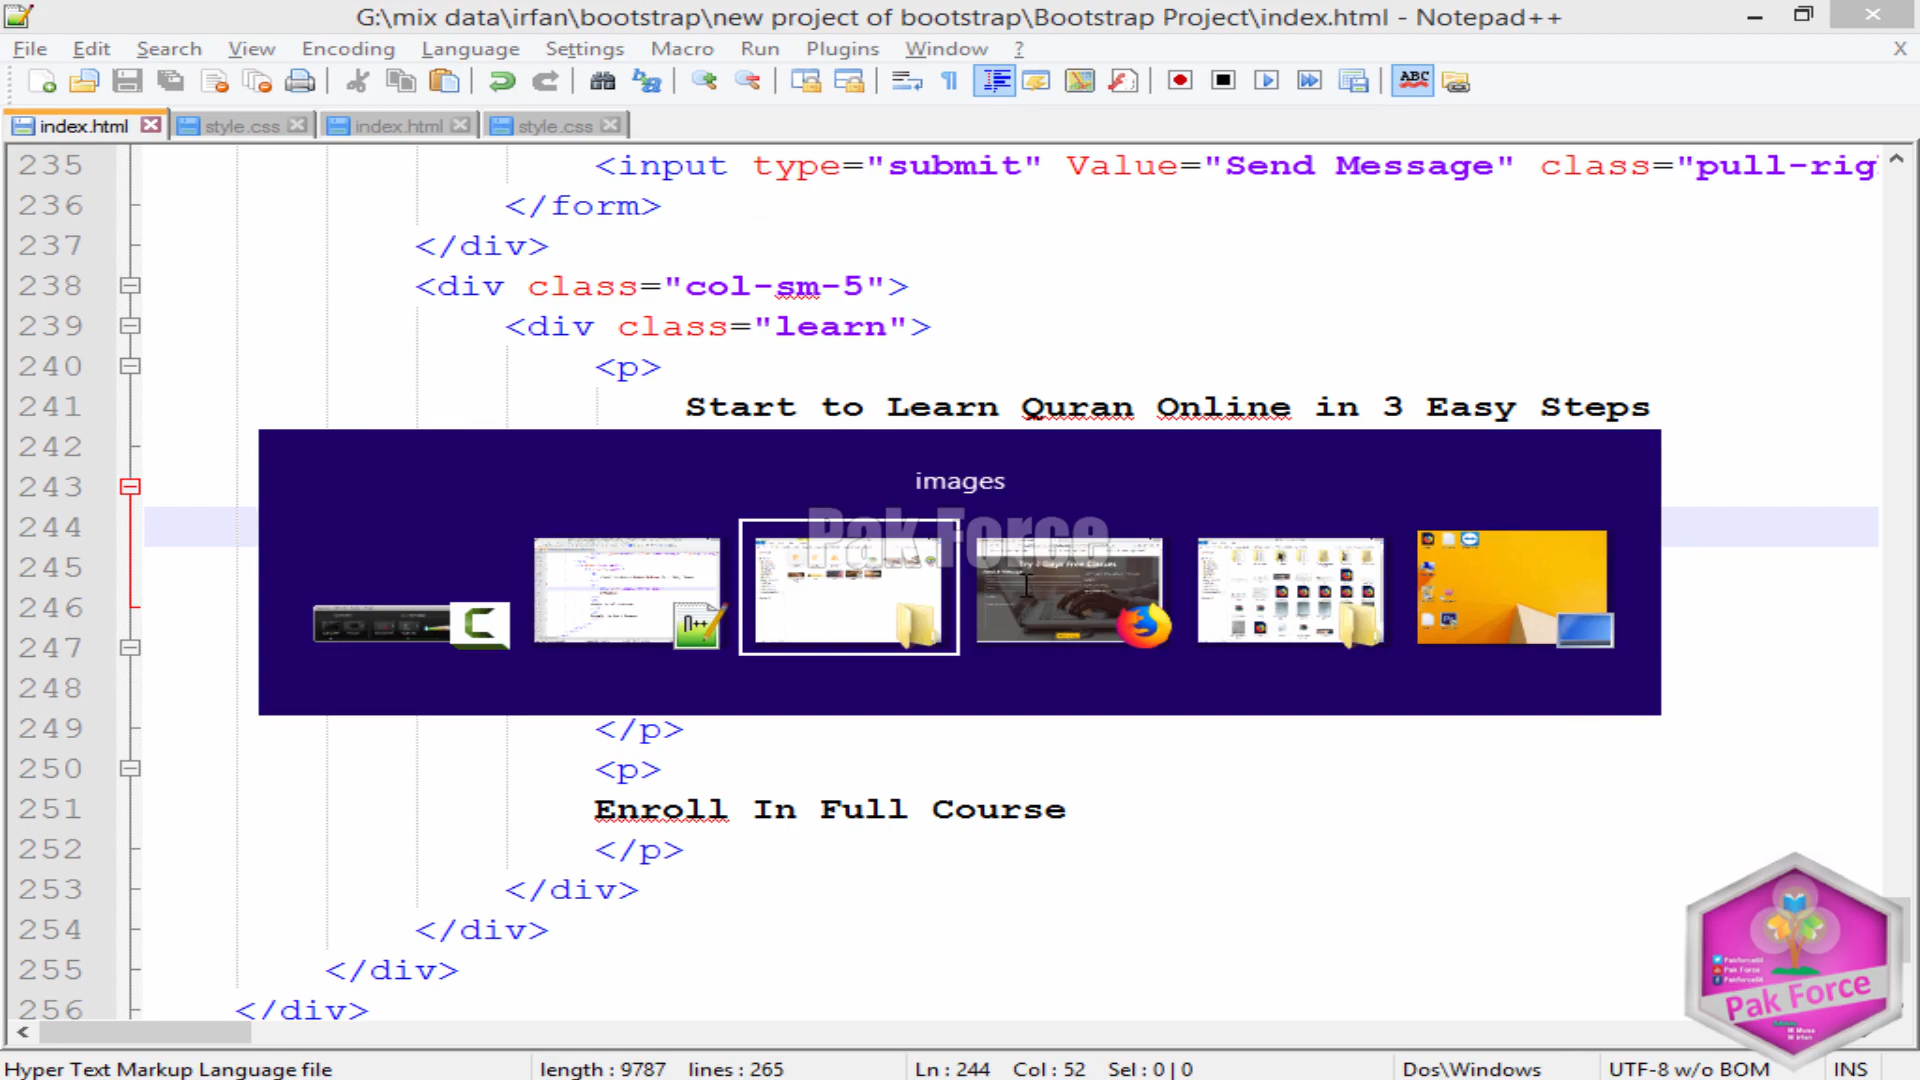 G:\mix data\irfan\bootstrap\new project of bootstrap\Bootstrap Project\index.html - Notepad++
File Edit Search View Encoding Language Settings Macro Run Plugins Window ? X
index.html style.css index.html style.css
235 <input type="submit" Value="Send Message" class="pull-rig
236 </form>
237 </div>
238 <div class="col-sm-5">
239 <div class="learn">
240 <p>
241 Start to Learn Quran Online in 3 Easy Steps
242
243
244
245
246
247
248
249 </p>
250 <p>
251 Enroll In Full Course
252 </p>
253 </div>
254 </div>
255 </div>
256 </div>
images
Pak Force
Pak Force
Hyper Text Markup Language file length : 9787 lines : 265 Ln : 244 Col : 52 Sel : 0 | 0 Dos\Windows UTF-8 w/o BOM INS